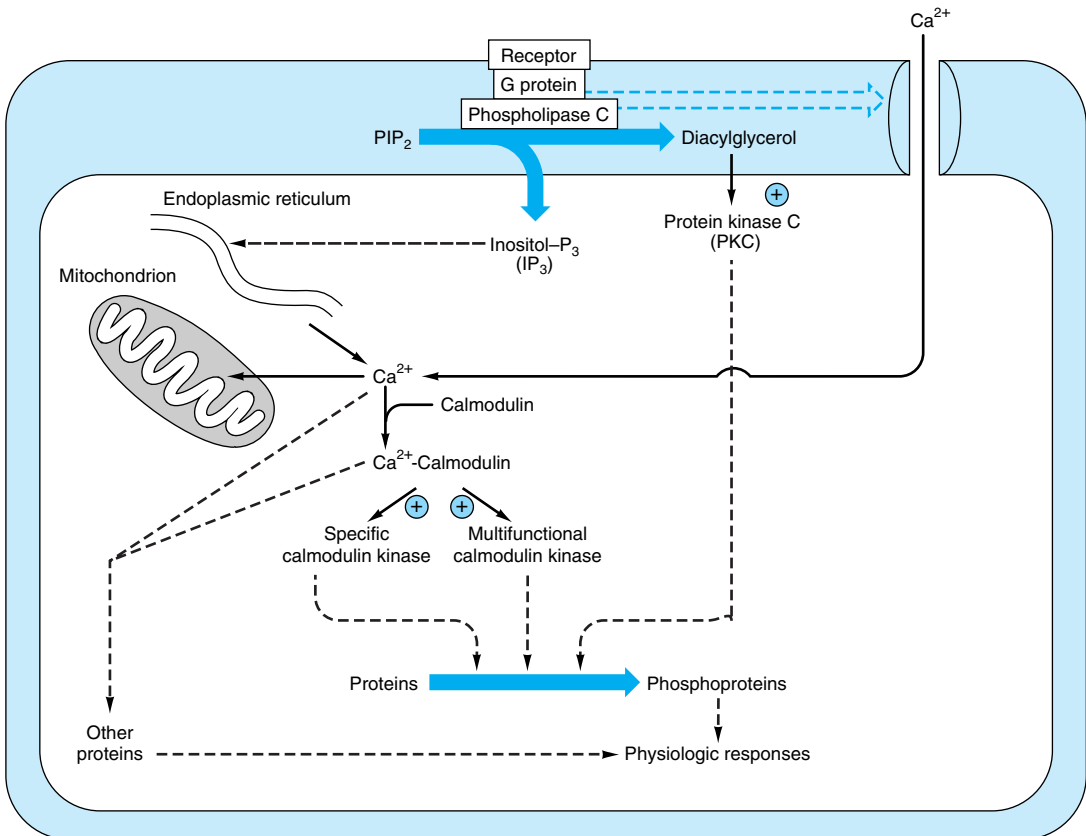 Ca2+
Receptor
G protein
Phospholipase C
PIP2
Diacylglycerol
+
Endoplasmic reticulum
Protein kinase C
(PKC)
Inositol–P3
(IP3)
Mitochondrion
Ca2+
Calmodulin
Ca2+-Calmodulin
+
+
Specific
calmodulin kinase
Multifunctional
calmodulin kinase
Proteins
Phosphoproteins
Other
proteins
Physiologic responses